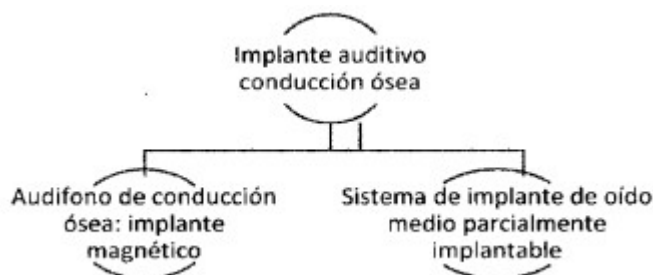 Implante auditivo
conducción ósea
Audifono de conducción
ósea: implante
magnético
Sistema de implante de oído
medio parcialmente
implantable